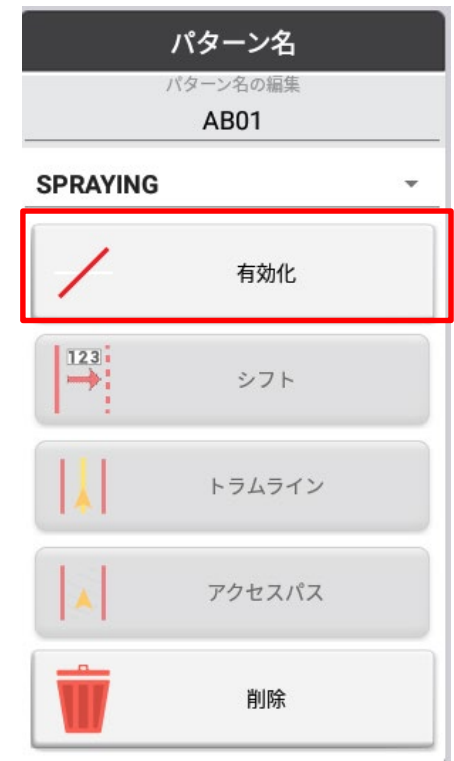 パターン名
パターン名の編集
AB01
SPRAYING
有効化
123
シフト
トラムライン
アクセスパス
削除